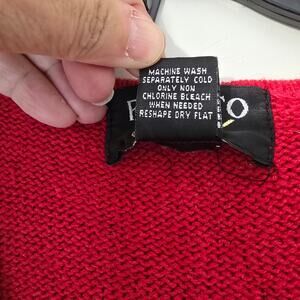 MACHINE WASH
SEPARATELY COLD
ONLY NON
CHLORINE BLEACH
WHEN NEEDED
RESHAPE DRY FLAT